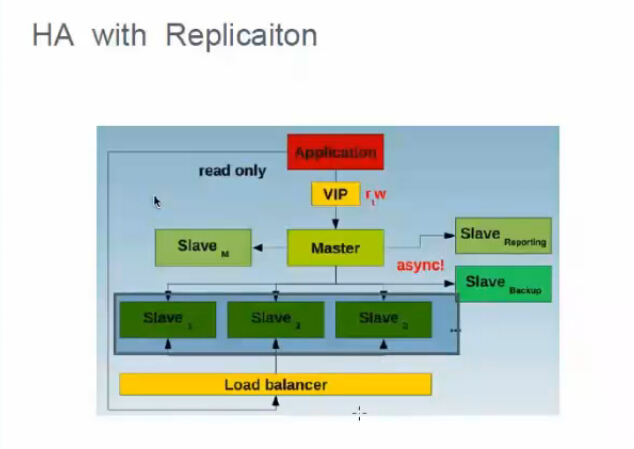 HA with Replicaiton
Application
read only
VIP
r,w
Slave M
Master
Slave Reporting
async!
Slave Backup
Slave 1
Slave 2
Slave 3
...
Load balancer